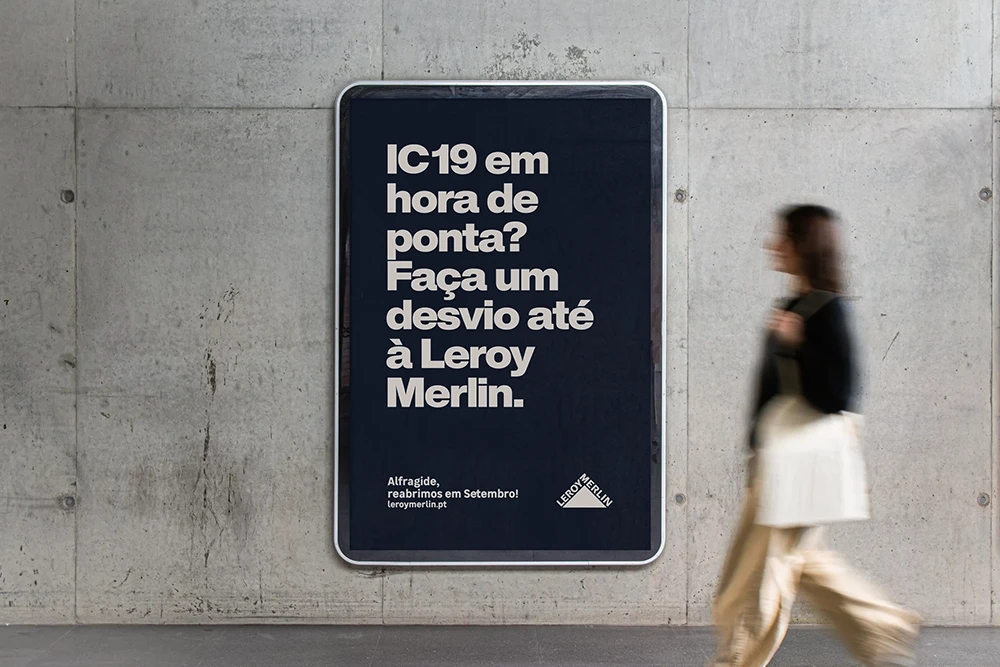 IC19 em
hora de
ponta?
Faça um
desvio até
à Leroy
Merlin.
Alfragide,
reabrimos em Setembro!
leroymerlin.pt
LEROY MERLIN